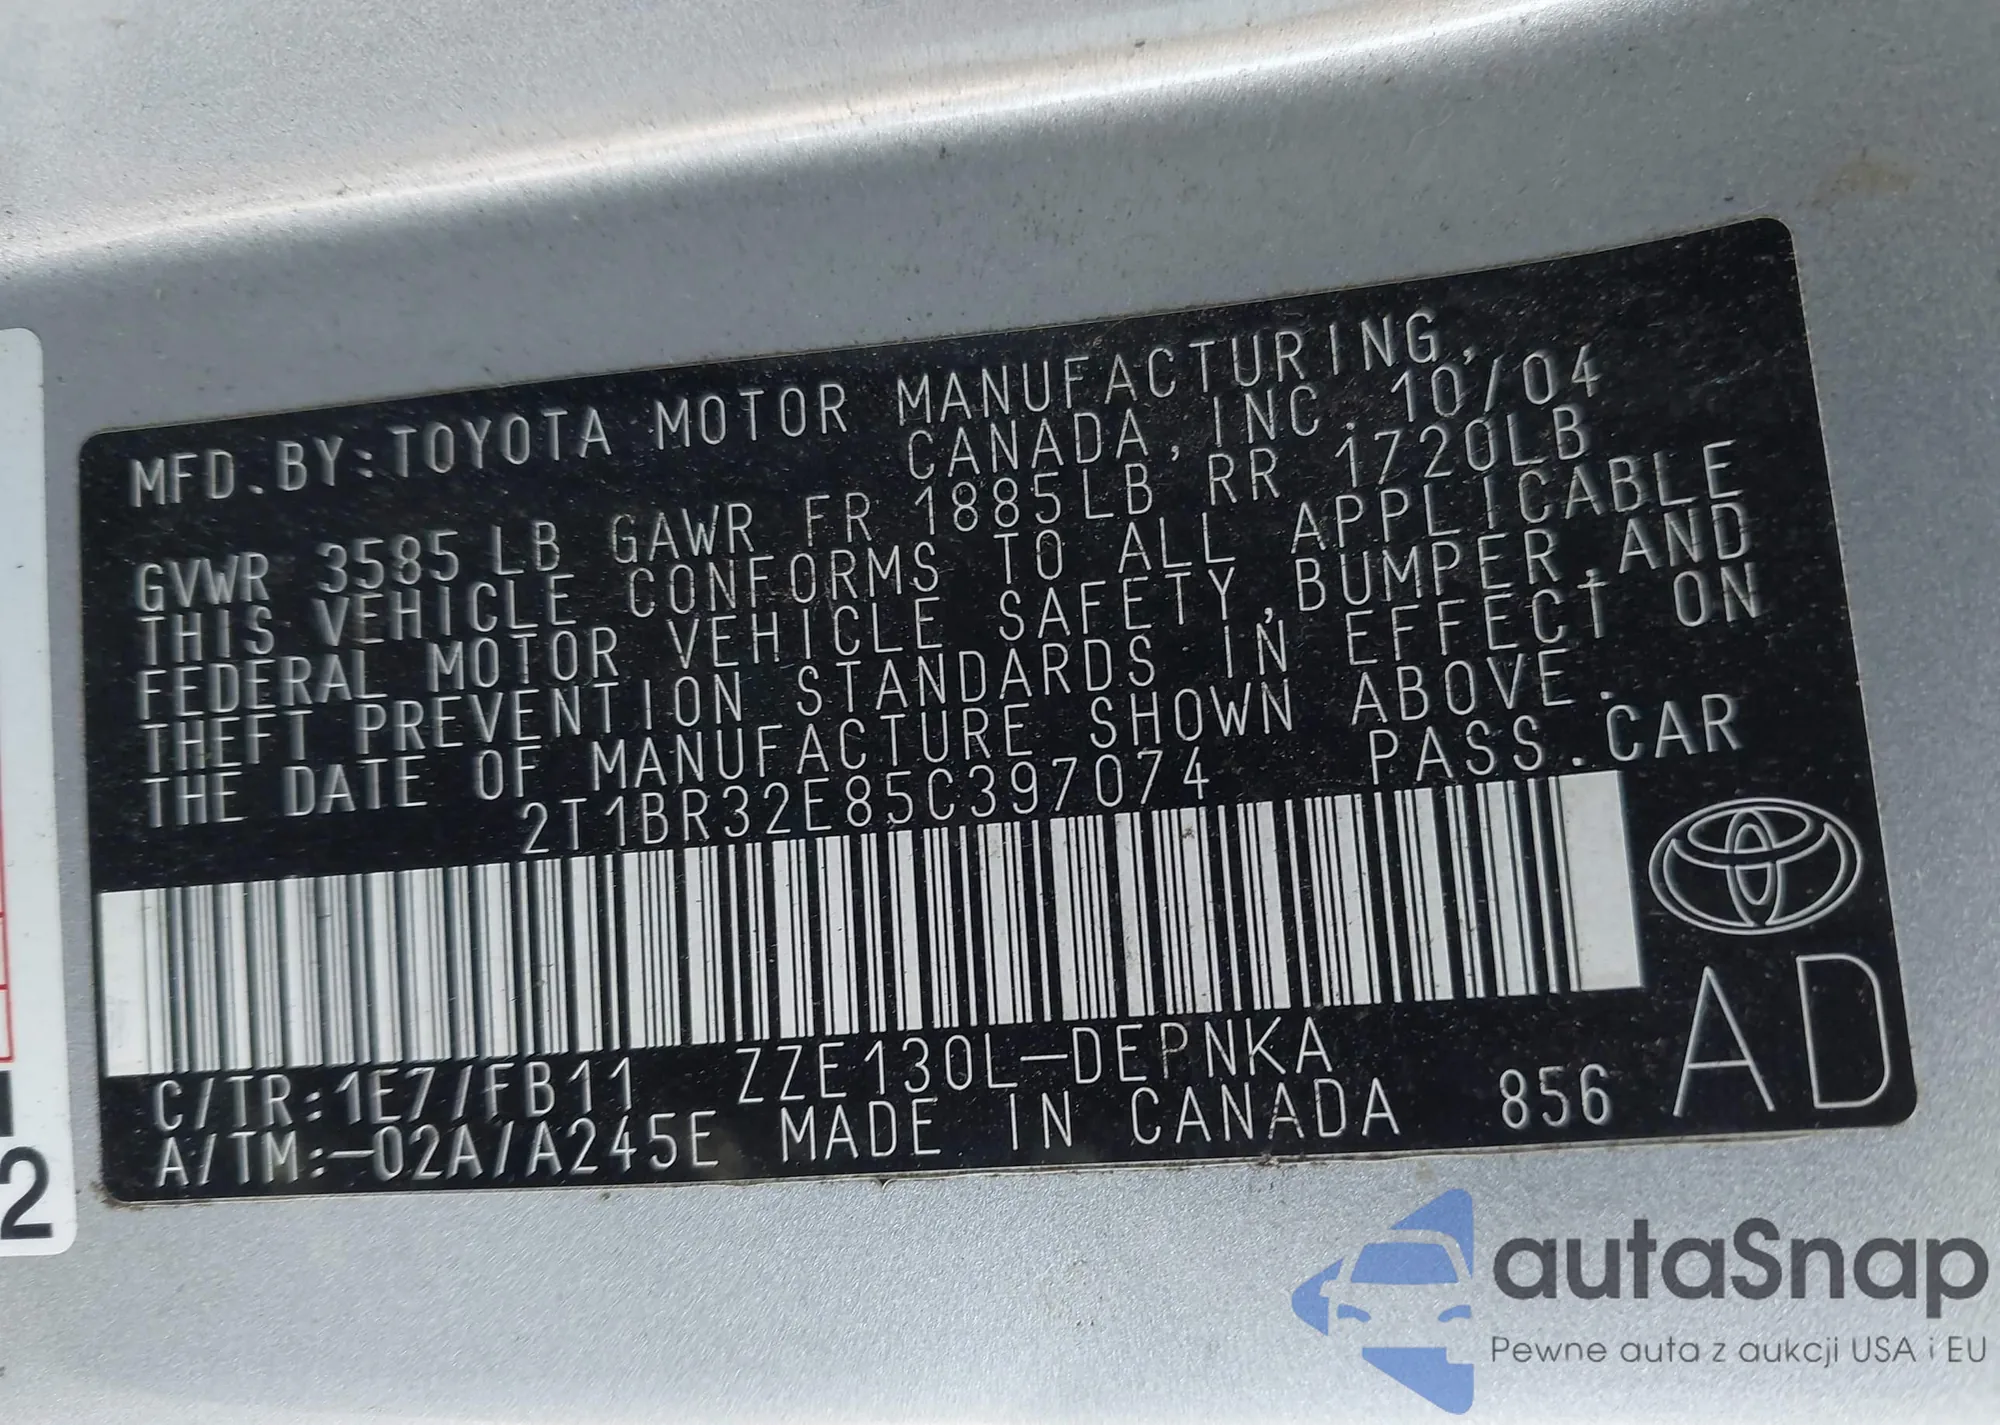 MFD.BY:TOYOTA MOTOR MANUFACTURING,
CANADA, INC. 10/04
GVWR 3585 LB GAWR FR 1885LB RR 1720LB
THIS VEHICLE CONFORMS TO ALL APPLICABLE
FEDERAL MOTOR VEHICLE SAFETY, BUMPER, AND
THEFT PREVENTION STANDARDS IN EFFECT ON
THE DATE OF MANUFACTURE SHOWN ABOVE.
2T1BR32E85C397074 PASS.CAR
C/TR:1E7/FB11 ZZE130L-DEPNKA
A/TM:-02A/A245E MADE IN CANADA 856
AD
2
autaSnap
Pewne auta z aukcji USA i EU